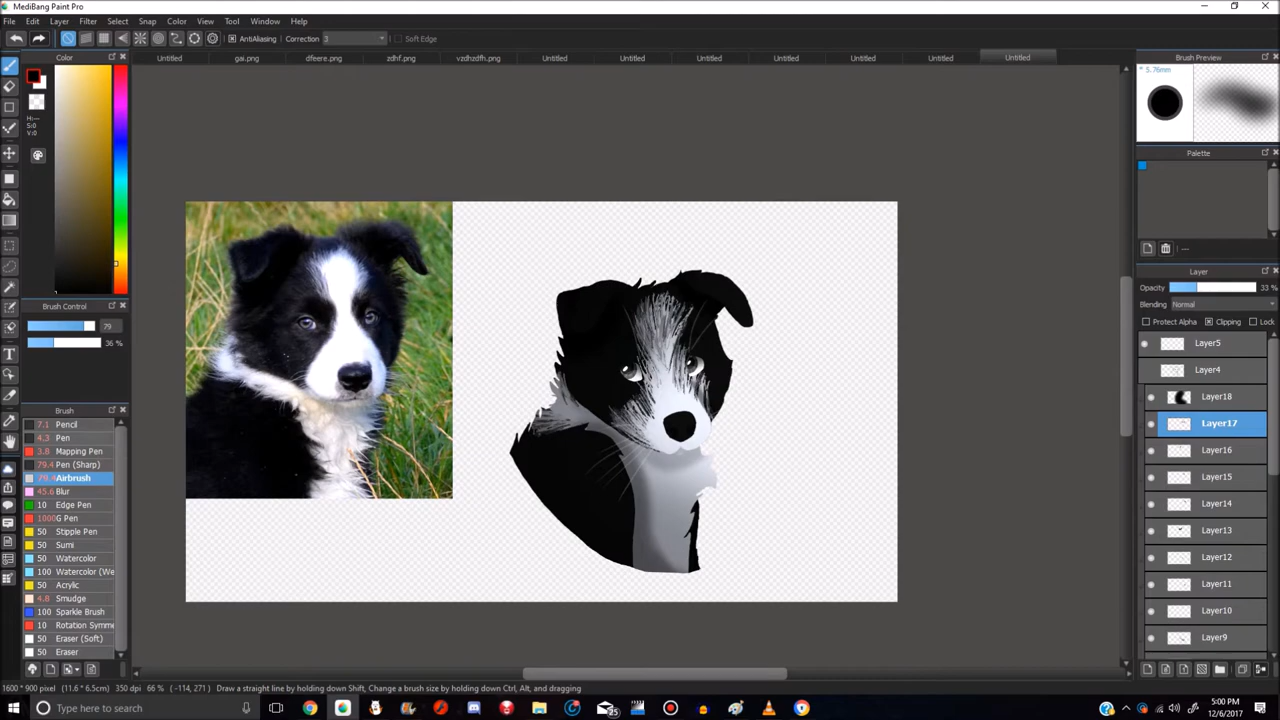 MediBang Paint Pro
File Edit Layer Filter Select Snap Color View Tool Window Help
AntiAliasing Correction 3 Soft Edge
Color
Untitled gai.png dfeere.png zdhf.png vzdhzdfh.png Untitled Untitled Untitled Untitled Untitled Untitled Untitled
Brush Preview
* 5.76mm
H:---
S:0
V:0
Palette
---
Brush Control
79
36 %
Layer
Opacity 33 %
Blending Normal
Protect Alpha Clipping Lock
Layer5
Layer4
Layer18
Layer17
Layer16
Layer15
Layer14
Layer13
Layer12
Layer11
Layer10
Layer9
Brush
7.1 Pencil
4.3 Pen
3.8 Mapping Pen
79.4 Pen (Sharp)
79.4 Airbrush
45.6 Blur
10 Edge Pen
1000 G Pen
50 Stipple Pen
50 Sumi
50 Watercolor
100 Watercolor (We
50 Acrylic
4.8 Smudge
100 Sparkle Brush
10 Rotation Symme
50 Eraser (Soft)
50 Eraser
1600 * 900 pixel (11.6 * 6.5cm) 350 dpi 66 % (-114, 271) Draw a straight line by holding down Shift, Change a brush size by holding down Ctrl, Alt, and dragging
Type here to search
25
5:00 PM
12/6/2017